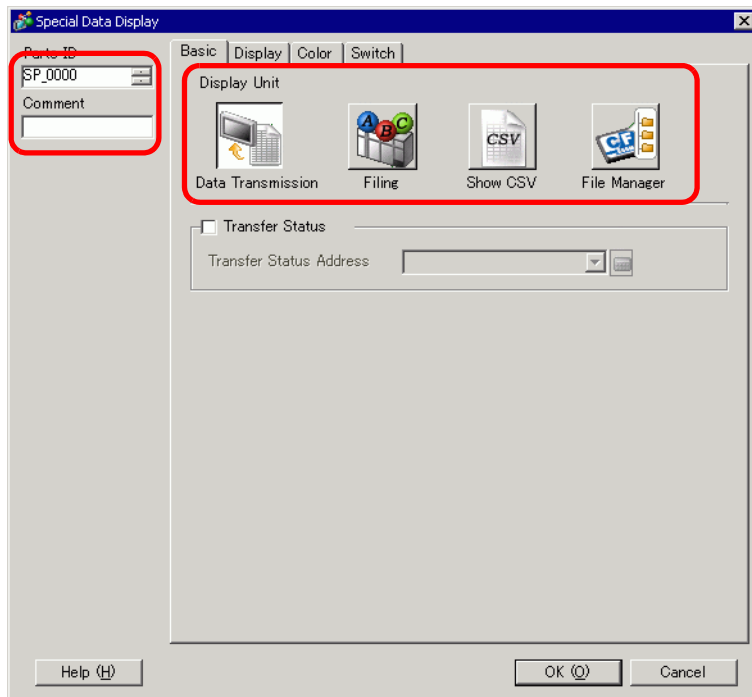 Special Data Display
Parts ID
SP_0000
Comment
Basic
Display
Color
Switch
Display Unit
A B C
CSV
CF
Data Transmission
Filing
Show CSV
File Manager
Transfer Status
Transfer Status Address
Help (H)
OK (O)
Cancel